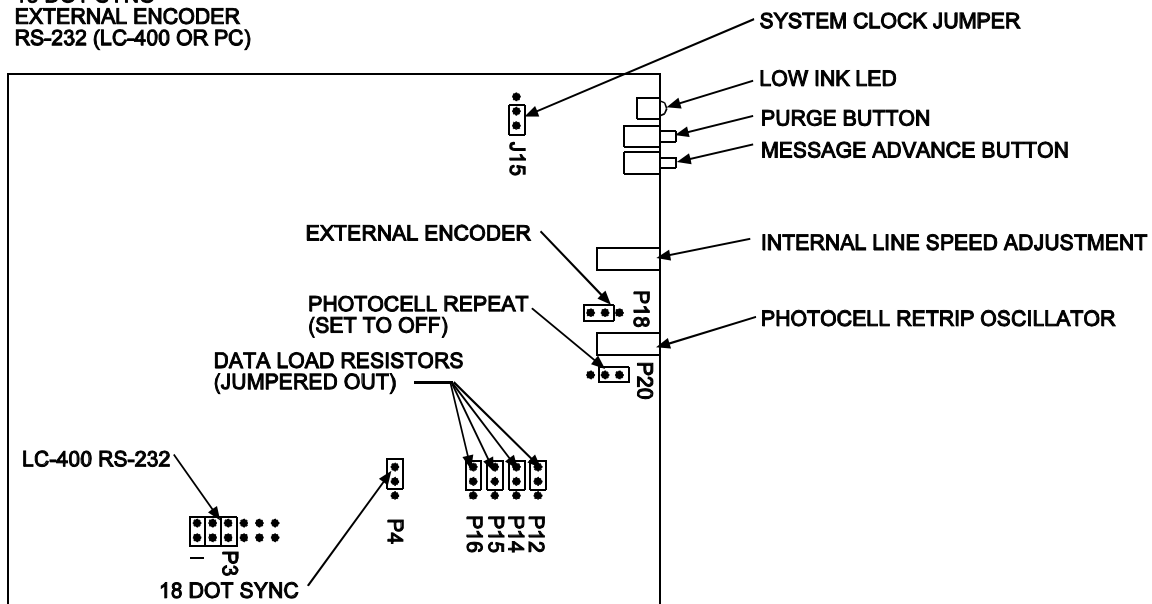 EXTERNAL ENCODER
RS-232 (LC-400 OR PC)
SYSTEM CLOCK JUMPER
LOW INK LED
PURGE BUTTON
MESSAGE ADVANCE BUTTON
J15
EXTERNAL ENCODER
INTERNAL LINE SPEED ADJUSTMENT
P18
PHOTOCELL REPEAT
(SET TO OFF)
PHOTOCELL RETRIP OSCILLATOR
P20
DATA LOAD RESISTORS
(JUMPERED OUT)
LC-400 RS-232
P4
P16
P15
P14
P12
1
P3
18 DOT SYNC